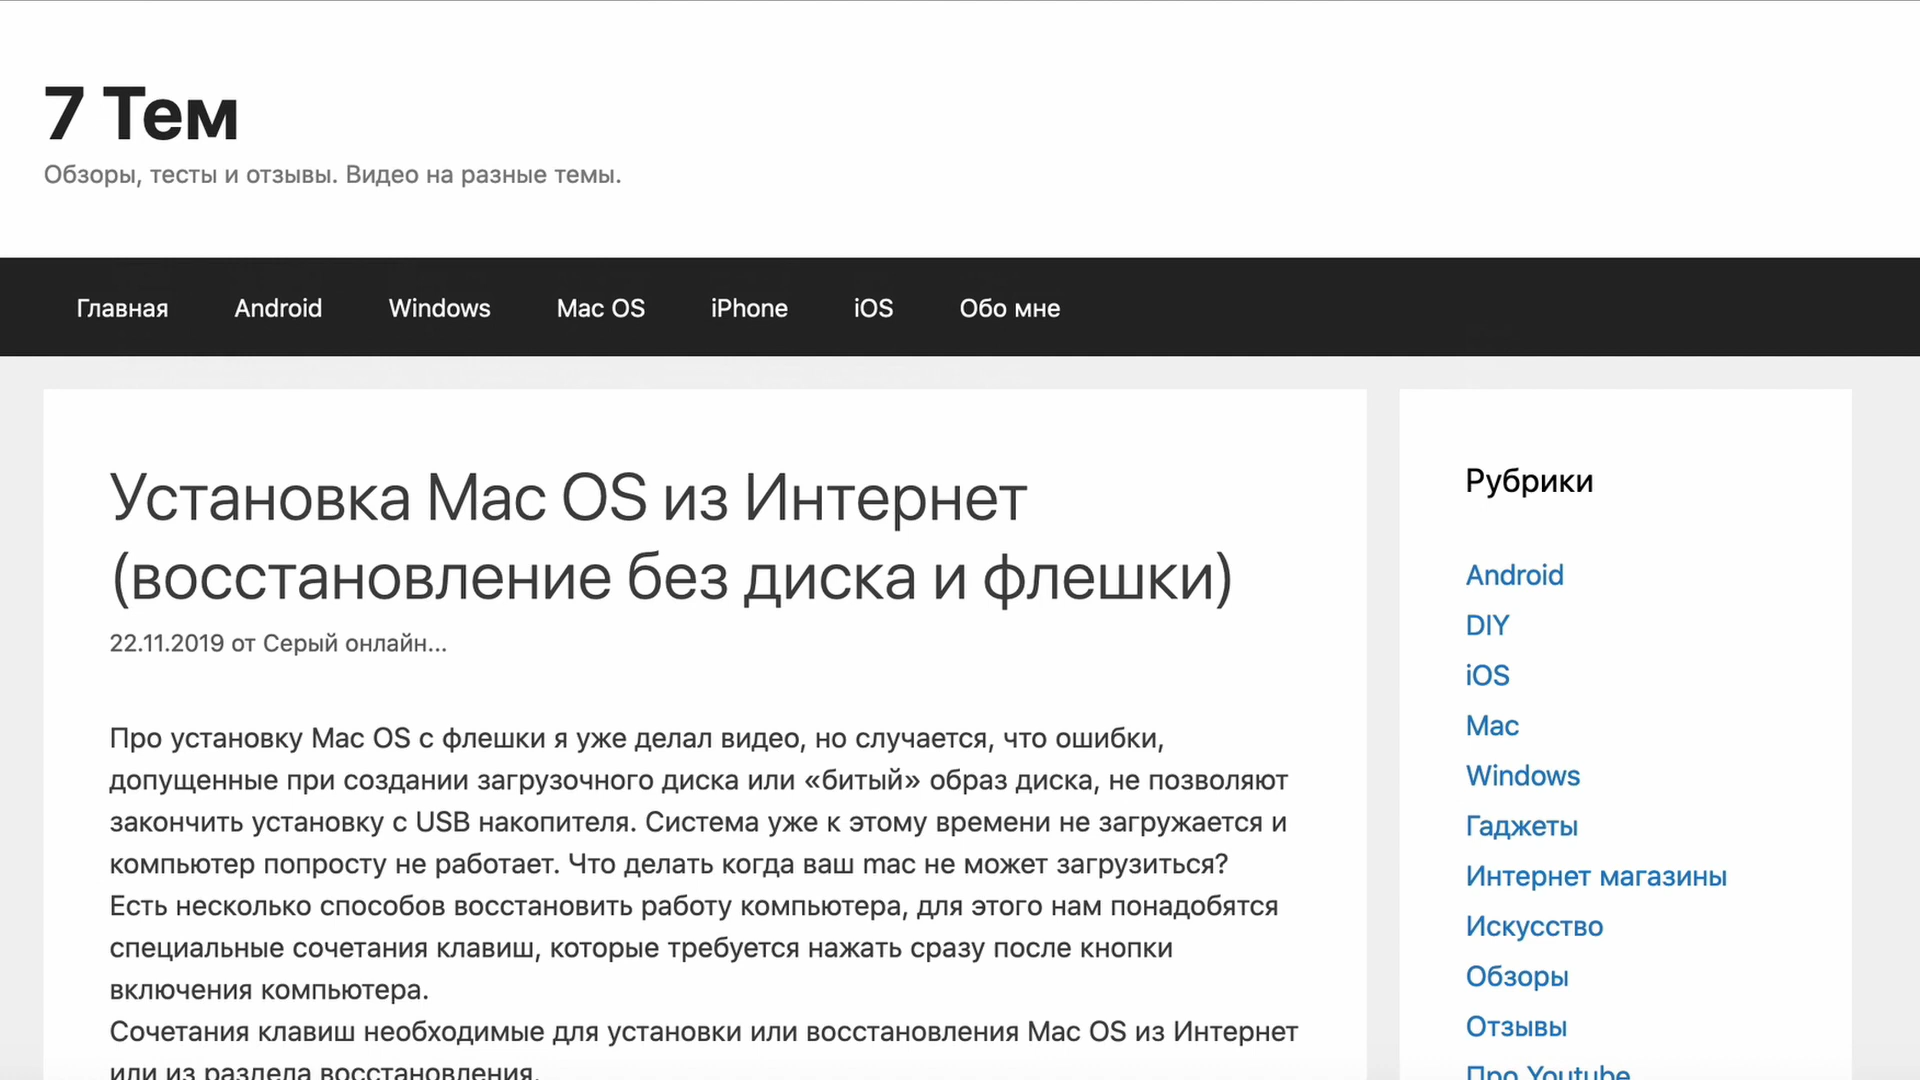 7 Тем
Обзоры, тесты и отзывы. Видео на разные темы.
Главная Android Windows Mac OS iPhone iOS Обо мне
Установка Mac OS из Интернет
(восстановление без диска и флешки)
22.11.2019 от Серый онлайн...
Про установку Mac OS с флешки я уже делал видео, но случается, что ошибки,
допущенные при создании загрузочного диска или «битый» образ диска, не позволяют
закончить установку с USB накопителя. Система уже к этому времени не загружается и
компьютер попросту не работает. Что делать когда ваш mac не может загрузиться?
Есть несколько способов восстановить работу компьютера, для этого нам понадобятся
специальные сочетания клавиш, которые требуется нажать сразу после кнопки
включения компьютера.
Сочетания клавиш необходимые для установки или восстановления Mac OS из Интернет
или из раздела восстановления.
Рубрики
Android
DIY
iOS
Mac
Windows
Гаджеты
Интернет магазины
Искусство
Обзоры
Отзывы
Про Youtube